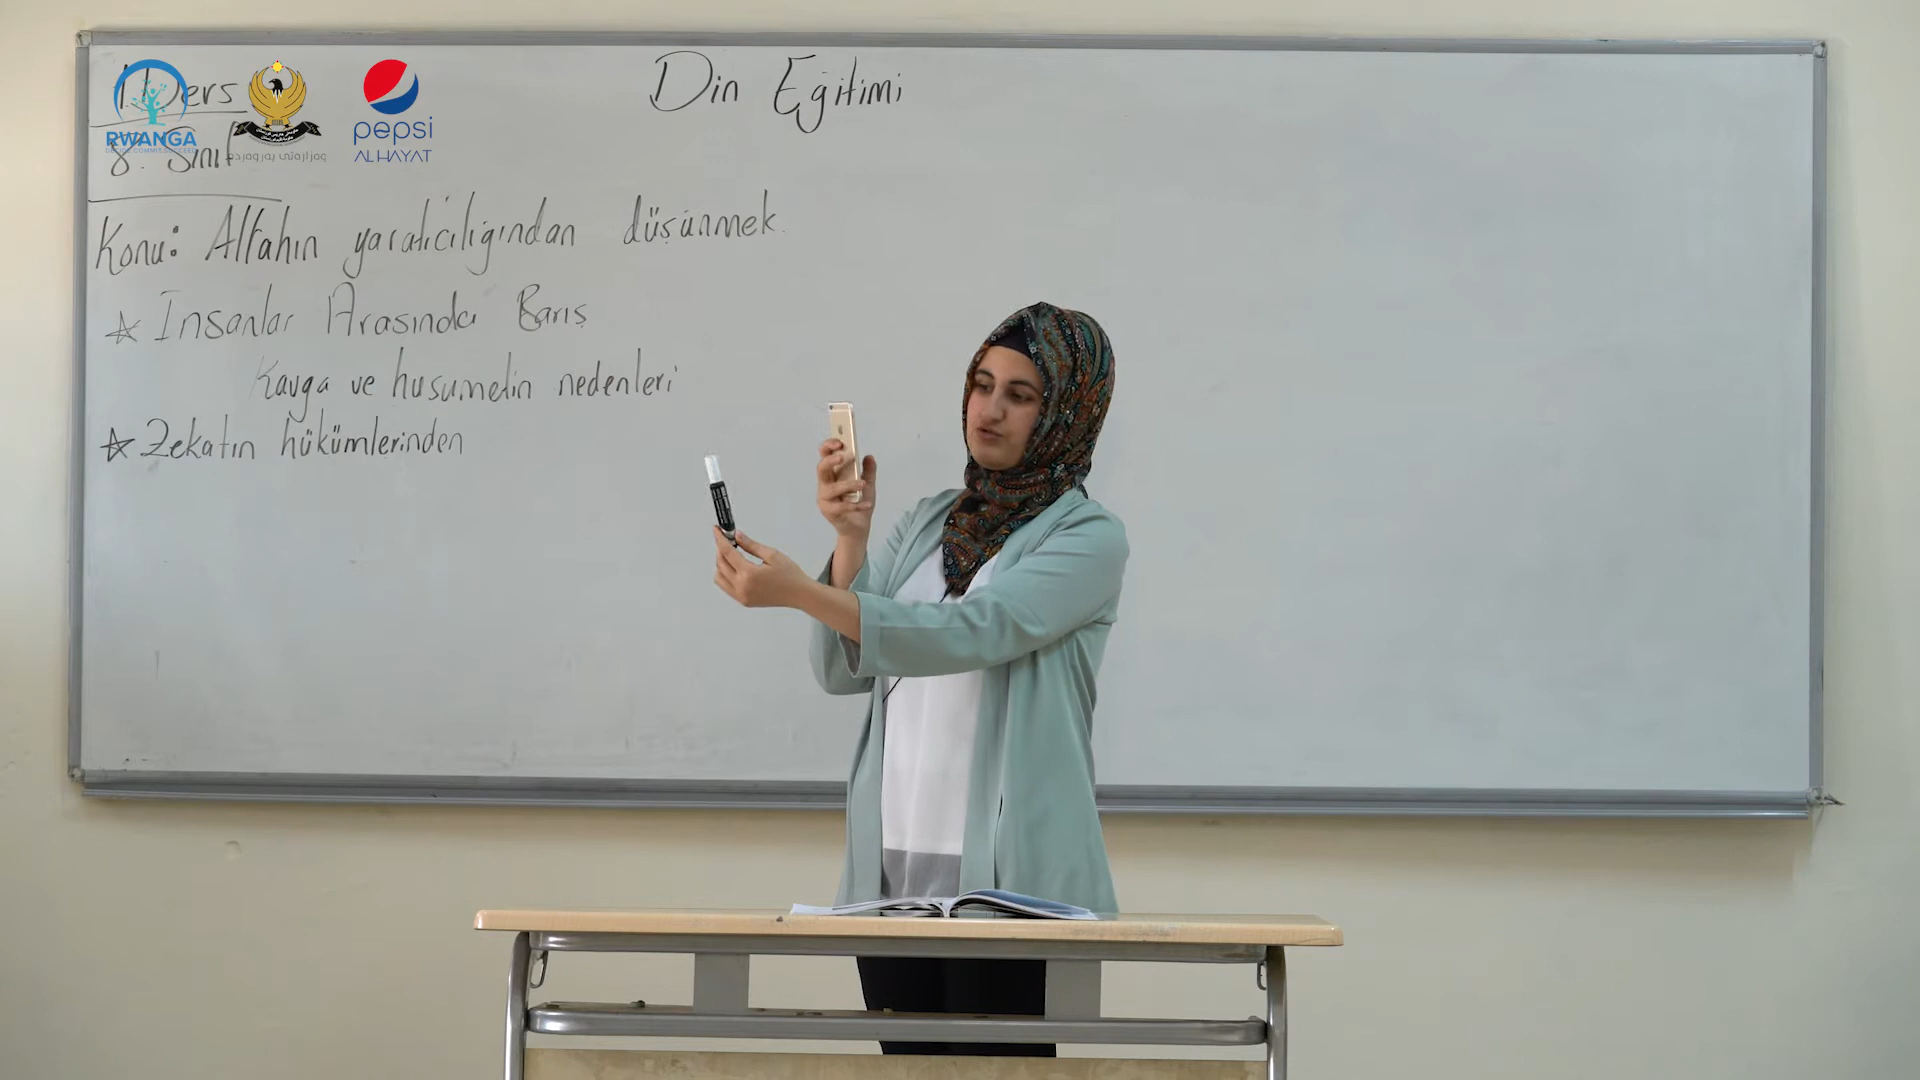 Din Eğitimi
1. Ders
8. Sınıf
RWANGA
pepsi
AL HAYAT
Konu: Allahın yaratıcılığından düşünmek.
İnsanlar Arasında Barış
Kavga ve husumetin nedenleri
Zekatın hükümlerinden